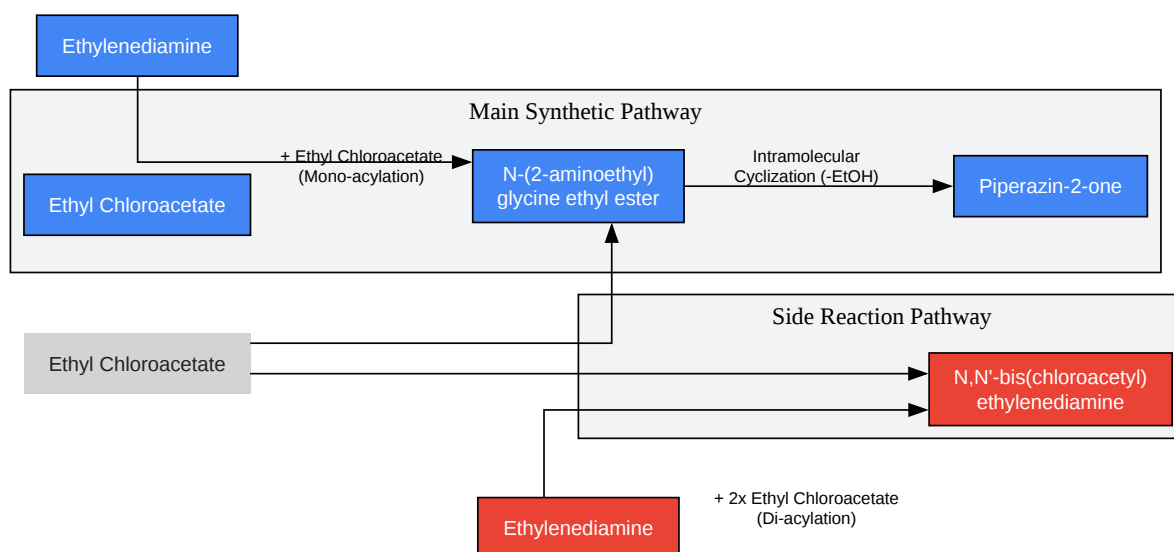 Ethylenediamine
Main Synthetic Pathway
+ Ethyl Chloroacetate
(Mono-acylation)
N-(2-aminoethyl)
glycine ethyl ester
Intramolecular
Cyclization (-EtOH)
Piperazin-2-one
Ethyl Chloroacetate
Side Reaction Pathway
Ethyl Chloroacetate
N,N'-bis(chloroacetyl)
ethylenediamine
Ethylenediamine
+ 2x Ethyl Chloroacetate
(Di-acylation)